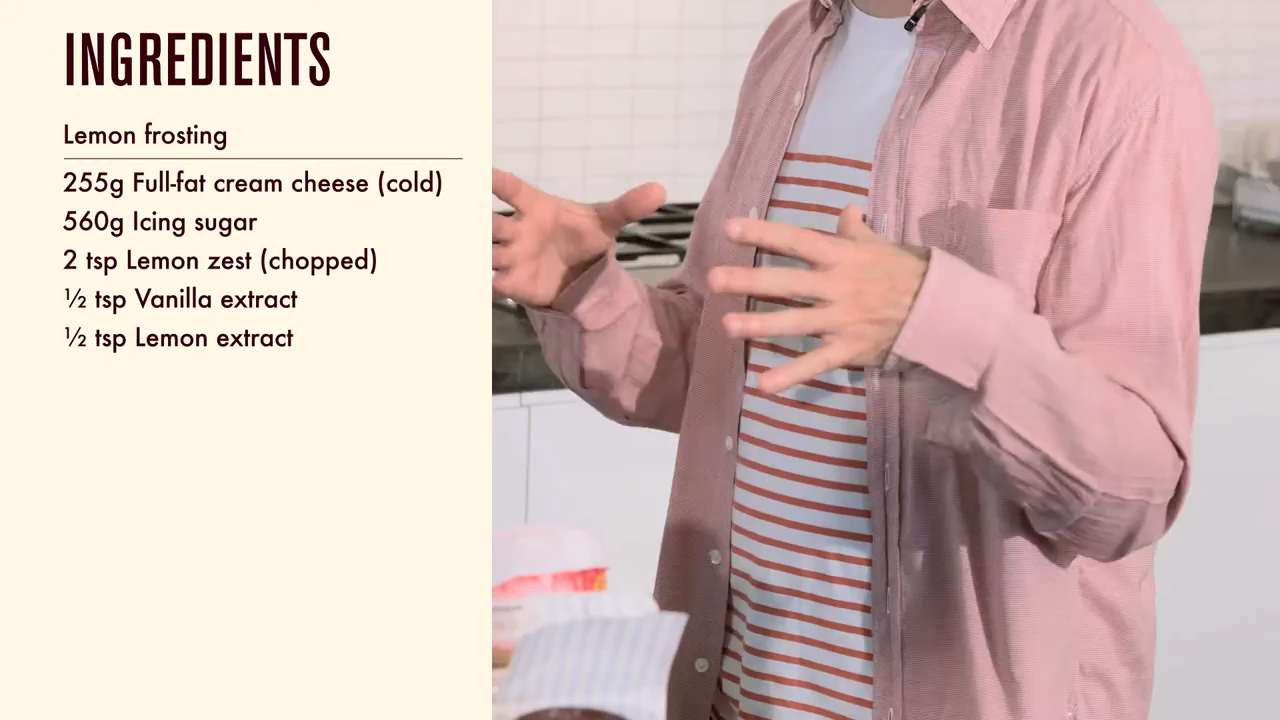 INGREDIENTS
Lemon frosting
255g Full-fat cream cheese (cold)
560g Icing sugar
2 tsp Lemon zest (chopped)
½ tsp Vanilla extract
½ tsp Lemon extract